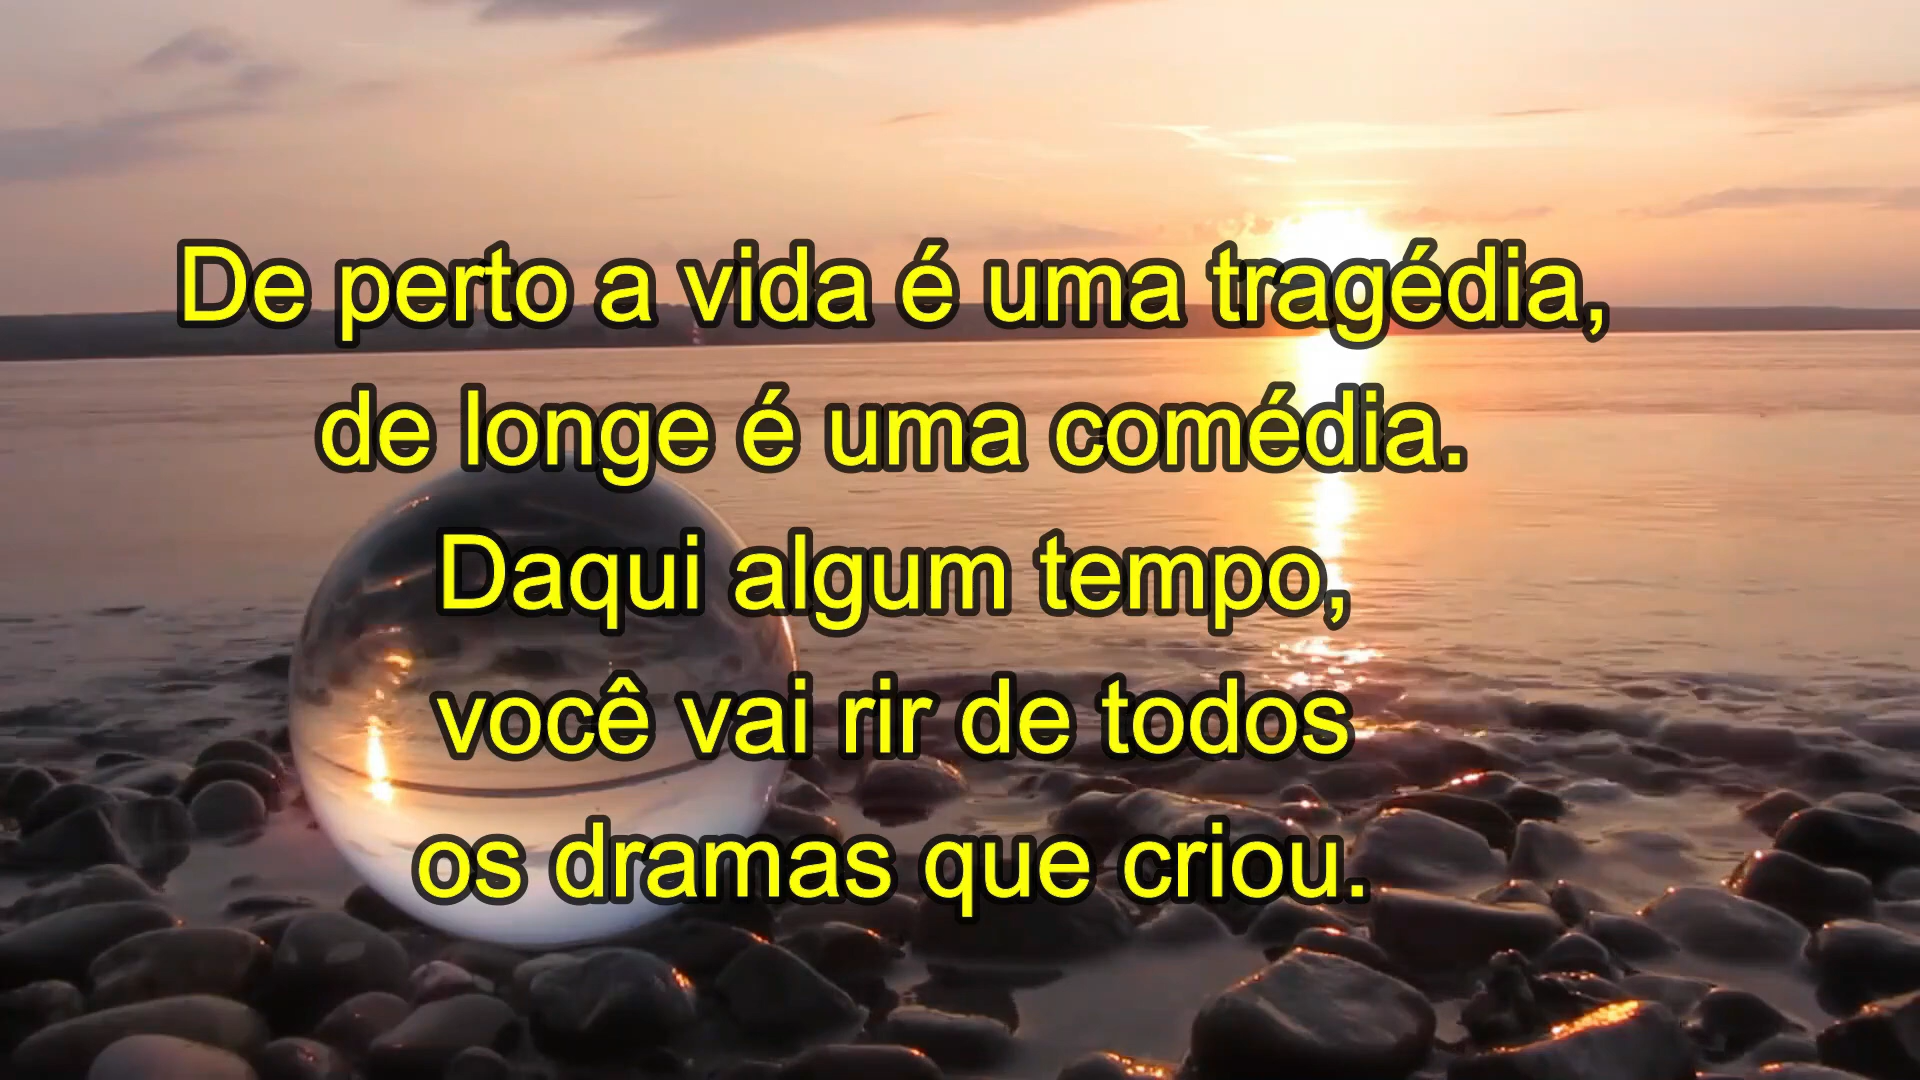 De perto a vida é uma tragédia,
de longe é uma comédia.
Daqui algum tempo,
você vai rir de todos
os dramas que criou.